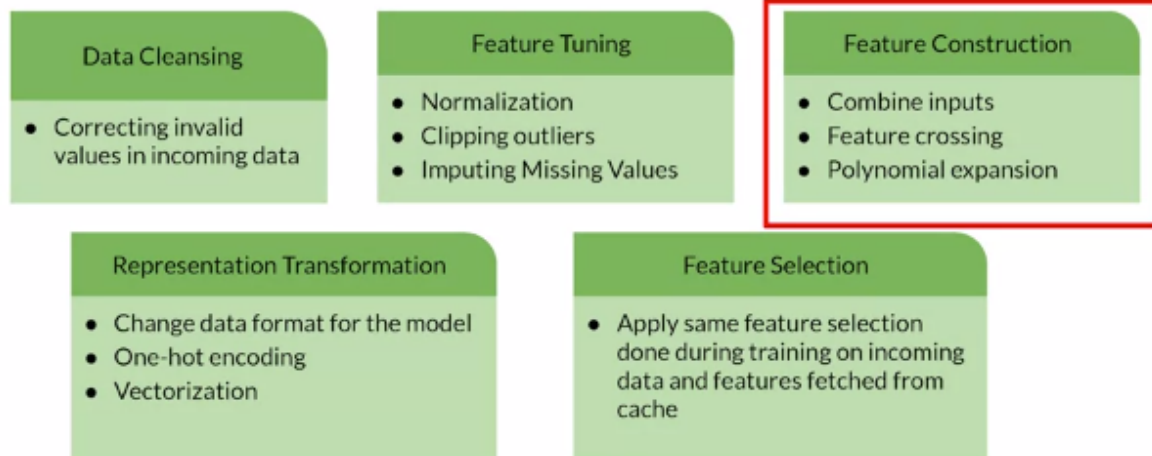 Data Cleansing
● Correcting invalid
values in incoming data
Feature Tuning
● Normalization
● Clipping outliers
● Imputing Missing Values
Feature Construction
● Combine inputs
● Feature crossing
● Polynomial expansion
Representation Transformation
● Change data format for the model
● One-hot encoding
● Vectorization
Feature Selection
● Apply same feature selection
done during training on incoming
data and features fetched from
cache